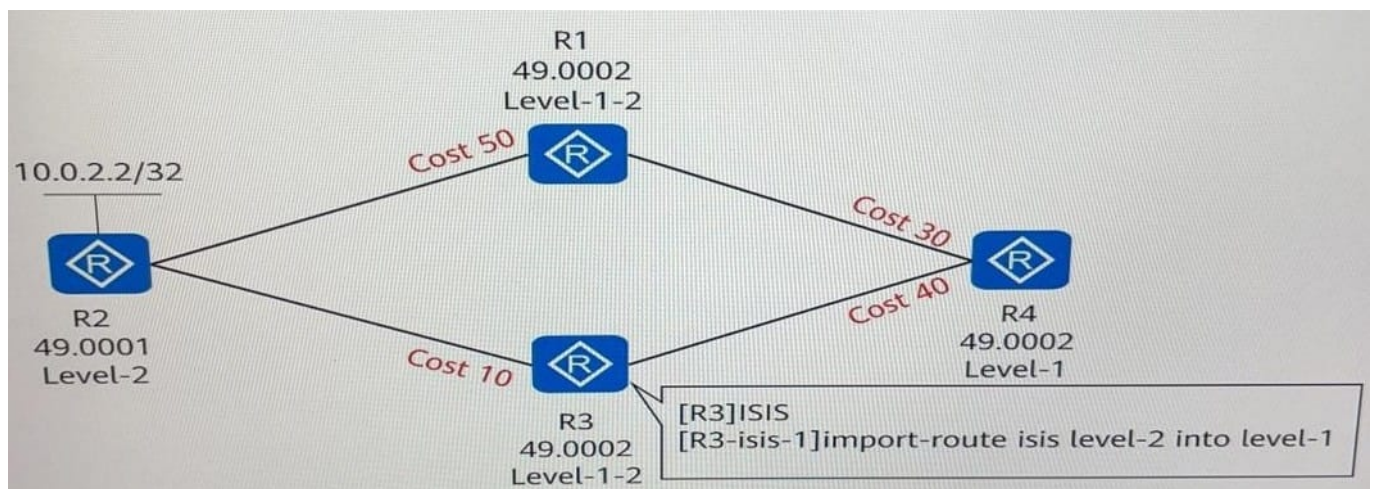 R1
49.0002
Level-1-2
Cost 50
10.0.2.2/32
Cost 30
R
R
R
R2
49.0001
Level-2
Cost 10
R
Cost 40
R4
49.0002
Level-1
R3
49.0002
Level-1-2
[R3]ISIS
[R3-isis-1]import-route isis level-2 into level-1